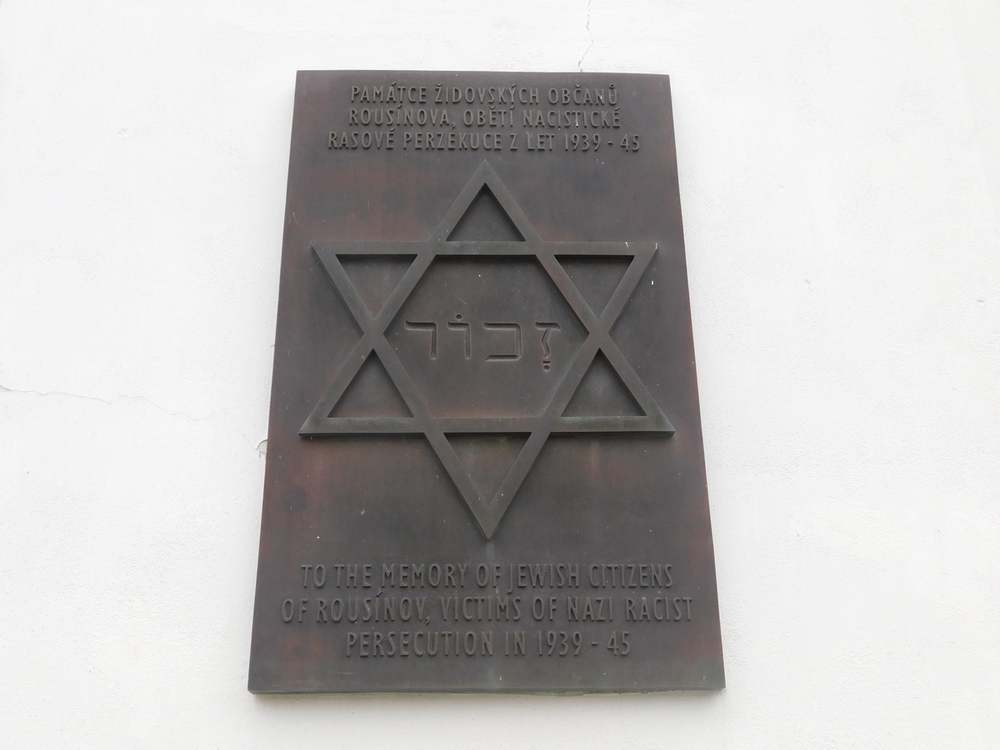 PAMÁTCE ŽIDOVSKÝCH OBČANŮ
ROUSÍNOVA, OBĚTÍ NACISTICKÉ
RASOVÉ PERZEKUCE Z LET 1939 - 45
זָכוֹר
TO THE MEMORY OF JEWISH CITIZENS
OF ROUSÍNOV, VICTIMS OF NAZI RACIST
PERSECUTION IN 1939 - 45